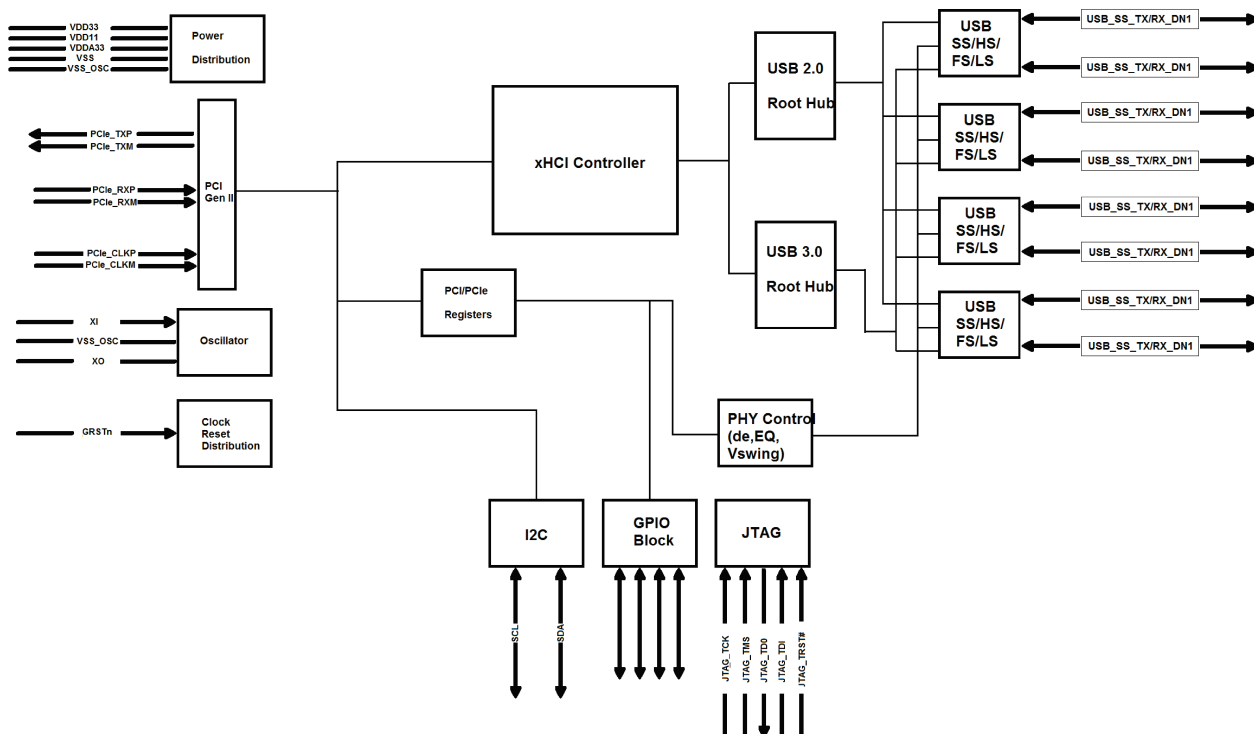 VDD33
VDD11
VDDA33
VSS
VSS_OSC
Power
Distribution
PCIe_TXP
PCIe_TXM
PCIe_RXP
PCIe_RXM
PCIe_CLKP
PCIe_CLKM
PCI
Gen II
XI
VSS_OSC
XO
Oscillator
GRSTn
Clock
Reset
Distribution
xHCI Controller
PCI/PCIe
Registers
USB 2.0
Root Hub
USB 3.0
Root Hub
PHY Control
(de,EQ,
Vswing)
USB
SS/HS/
FS/LS
USB_SS_TX/RX_DN1
USB_SS_TX/RX_DN1
USB
SS/HS/
FS/LS
USB_SS_TX/RX_DN1
USB_SS_TX/RX_DN1
USB
SS/HS/
FS/LS
USB_SS_TX/RX_DN1
USB_SS_TX/RX_DN1
USB
SS/HS/
FS/LS
USB_SS_TX/RX_DN1
USB_SS_TX/RX_DN1
I2C
SCL
SDA
GPIO
Block
JTAG
JTAG_TCK
JTAG_TMS
JTAG_TD0
JTAG_TDI
JTAG_TRST#